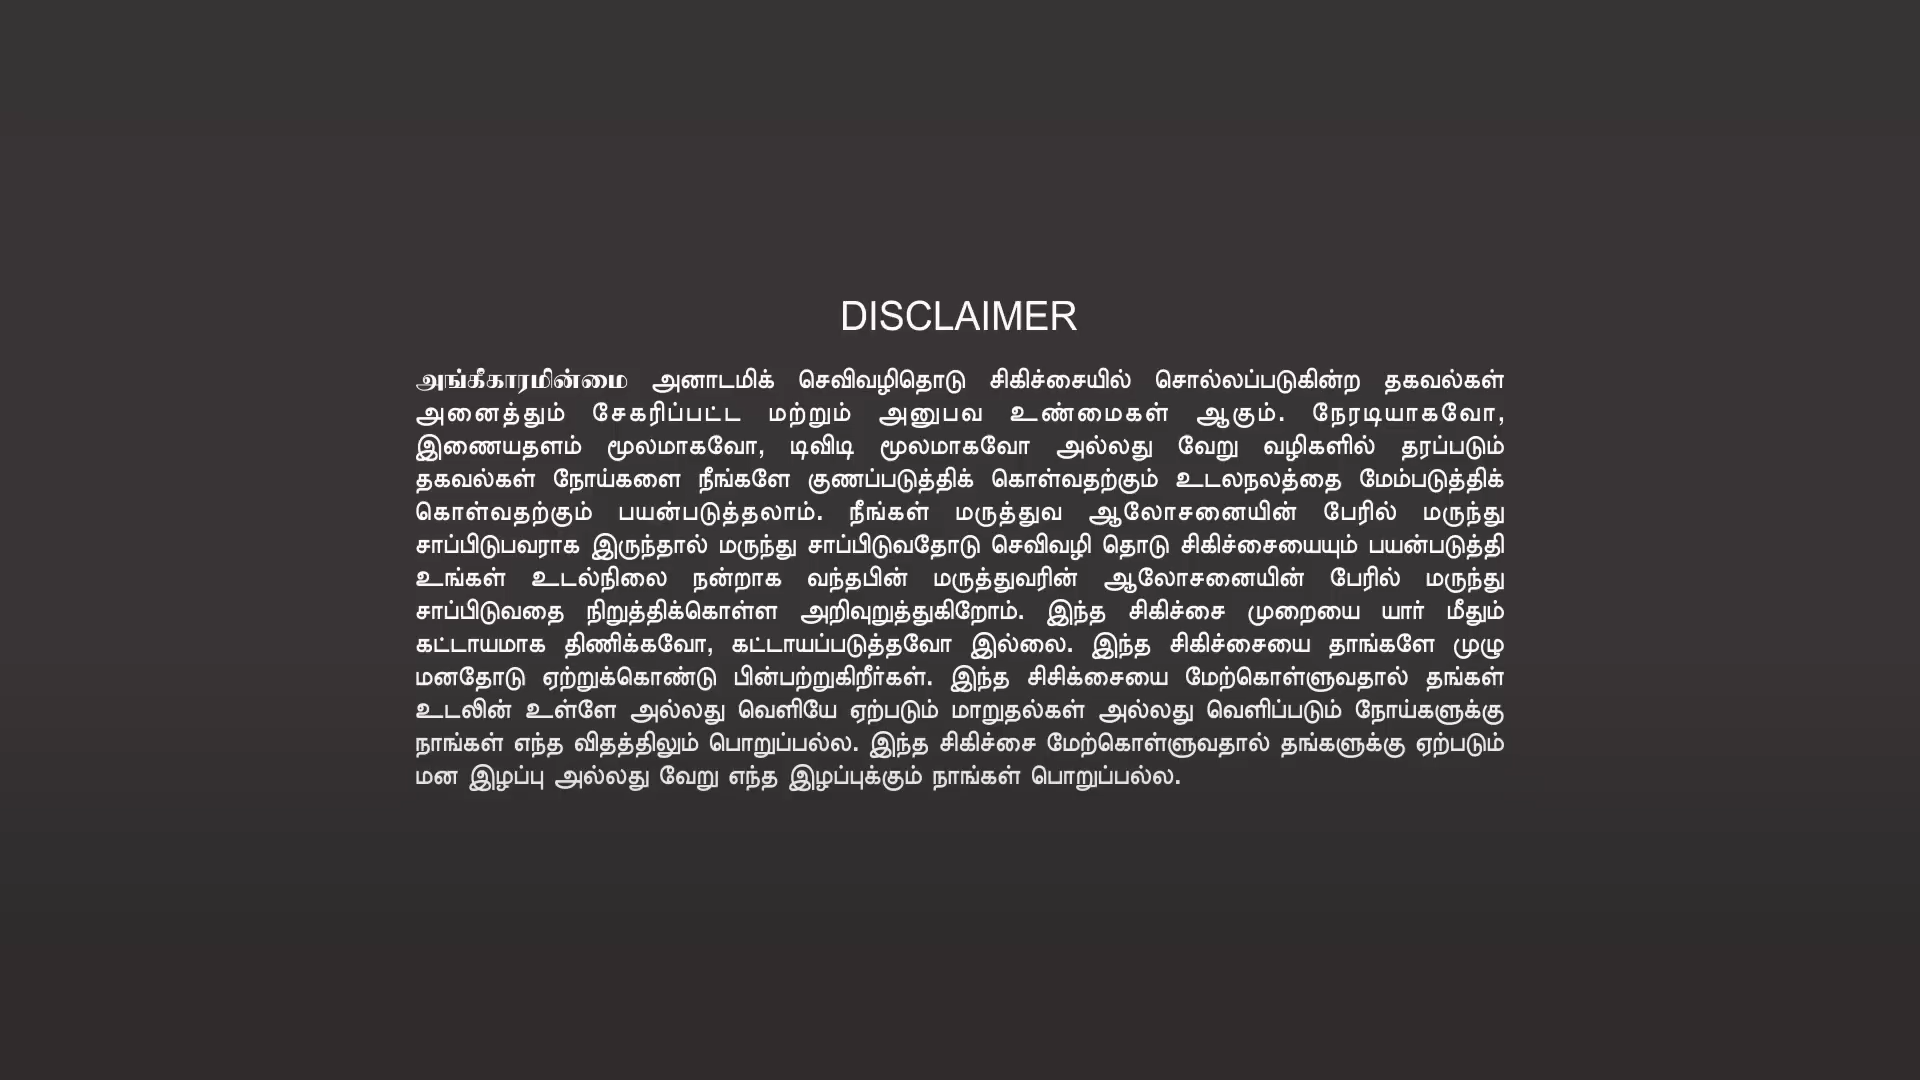 DISCLAIMER
அங்கீகாரமின்மை அனாடமிக் செவிவழிதொடு சிகிச்சையில் சொல்லப்படுகின்ற தகவல்கள்
அனைத்தும் சேகரிப்பட்ட மற்றும் அனுபவ உண்மைகள் ஆகும். நேரடியாகவோ,
இணையதளம் மூலமாகவோ, டிவிடி மூலமாகவோ அல்லது வேறு வழிகளில் தரப்படும்
தகவல்கள் நோய்களை நீங்களே குணப்படுத்திக் கொள்வதற்கும் உடலநலத்தை மேம்படுத்திக்
கொள்வதற்கும் பயன்படுத்தலாம். நீங்கள் மருத்துவ ஆலோசனையின் பேரில் மருந்து
சாப்பிடுபவராக இருந்தால் மருந்து சாப்பிடுவதோடு செவிவழி தொடு சிகிச்சையையும் பயன்படுத்தி
உங்கள் உடல்நிலை நன்றாக வந்தபின் மருத்துவரின் ஆலோசனையின் பேரில் மருந்து
சாப்பிடுவதை நிறுத்திக்கொள்ள அறிவுறுத்துகிறோம். இந்த சிகிச்சை முறையை யார் மீதும்
கட்டாயமாக திணிக்கவோ, கட்டாயப்படுத்தவோ இல்லை. இந்த சிகிச்சையை தாங்களே முழு
மனதோடு ஏற்றுக்கொண்டு பின்பற்றுகிறீர்கள். இந்த சிசிக்சையை மேற்கொள்ளுவதால் தங்கள்
உடலின் உள்ளே அல்லது வெளியே ஏற்படும் மாறுதல்கள் அல்லது வெளிப்படும் நோய்களுக்கு
நாங்கள் எந்த விதத்திலும் பொறுப்பல்ல. இந்த சிகிச்சை மேற்கொள்ளுவதால் தங்களுக்கு ஏற்படும்
மன இழப்பு அல்லது வேறு எந்த இழப்புக்கும் நாங்கள் பொறுப்பல்ல.